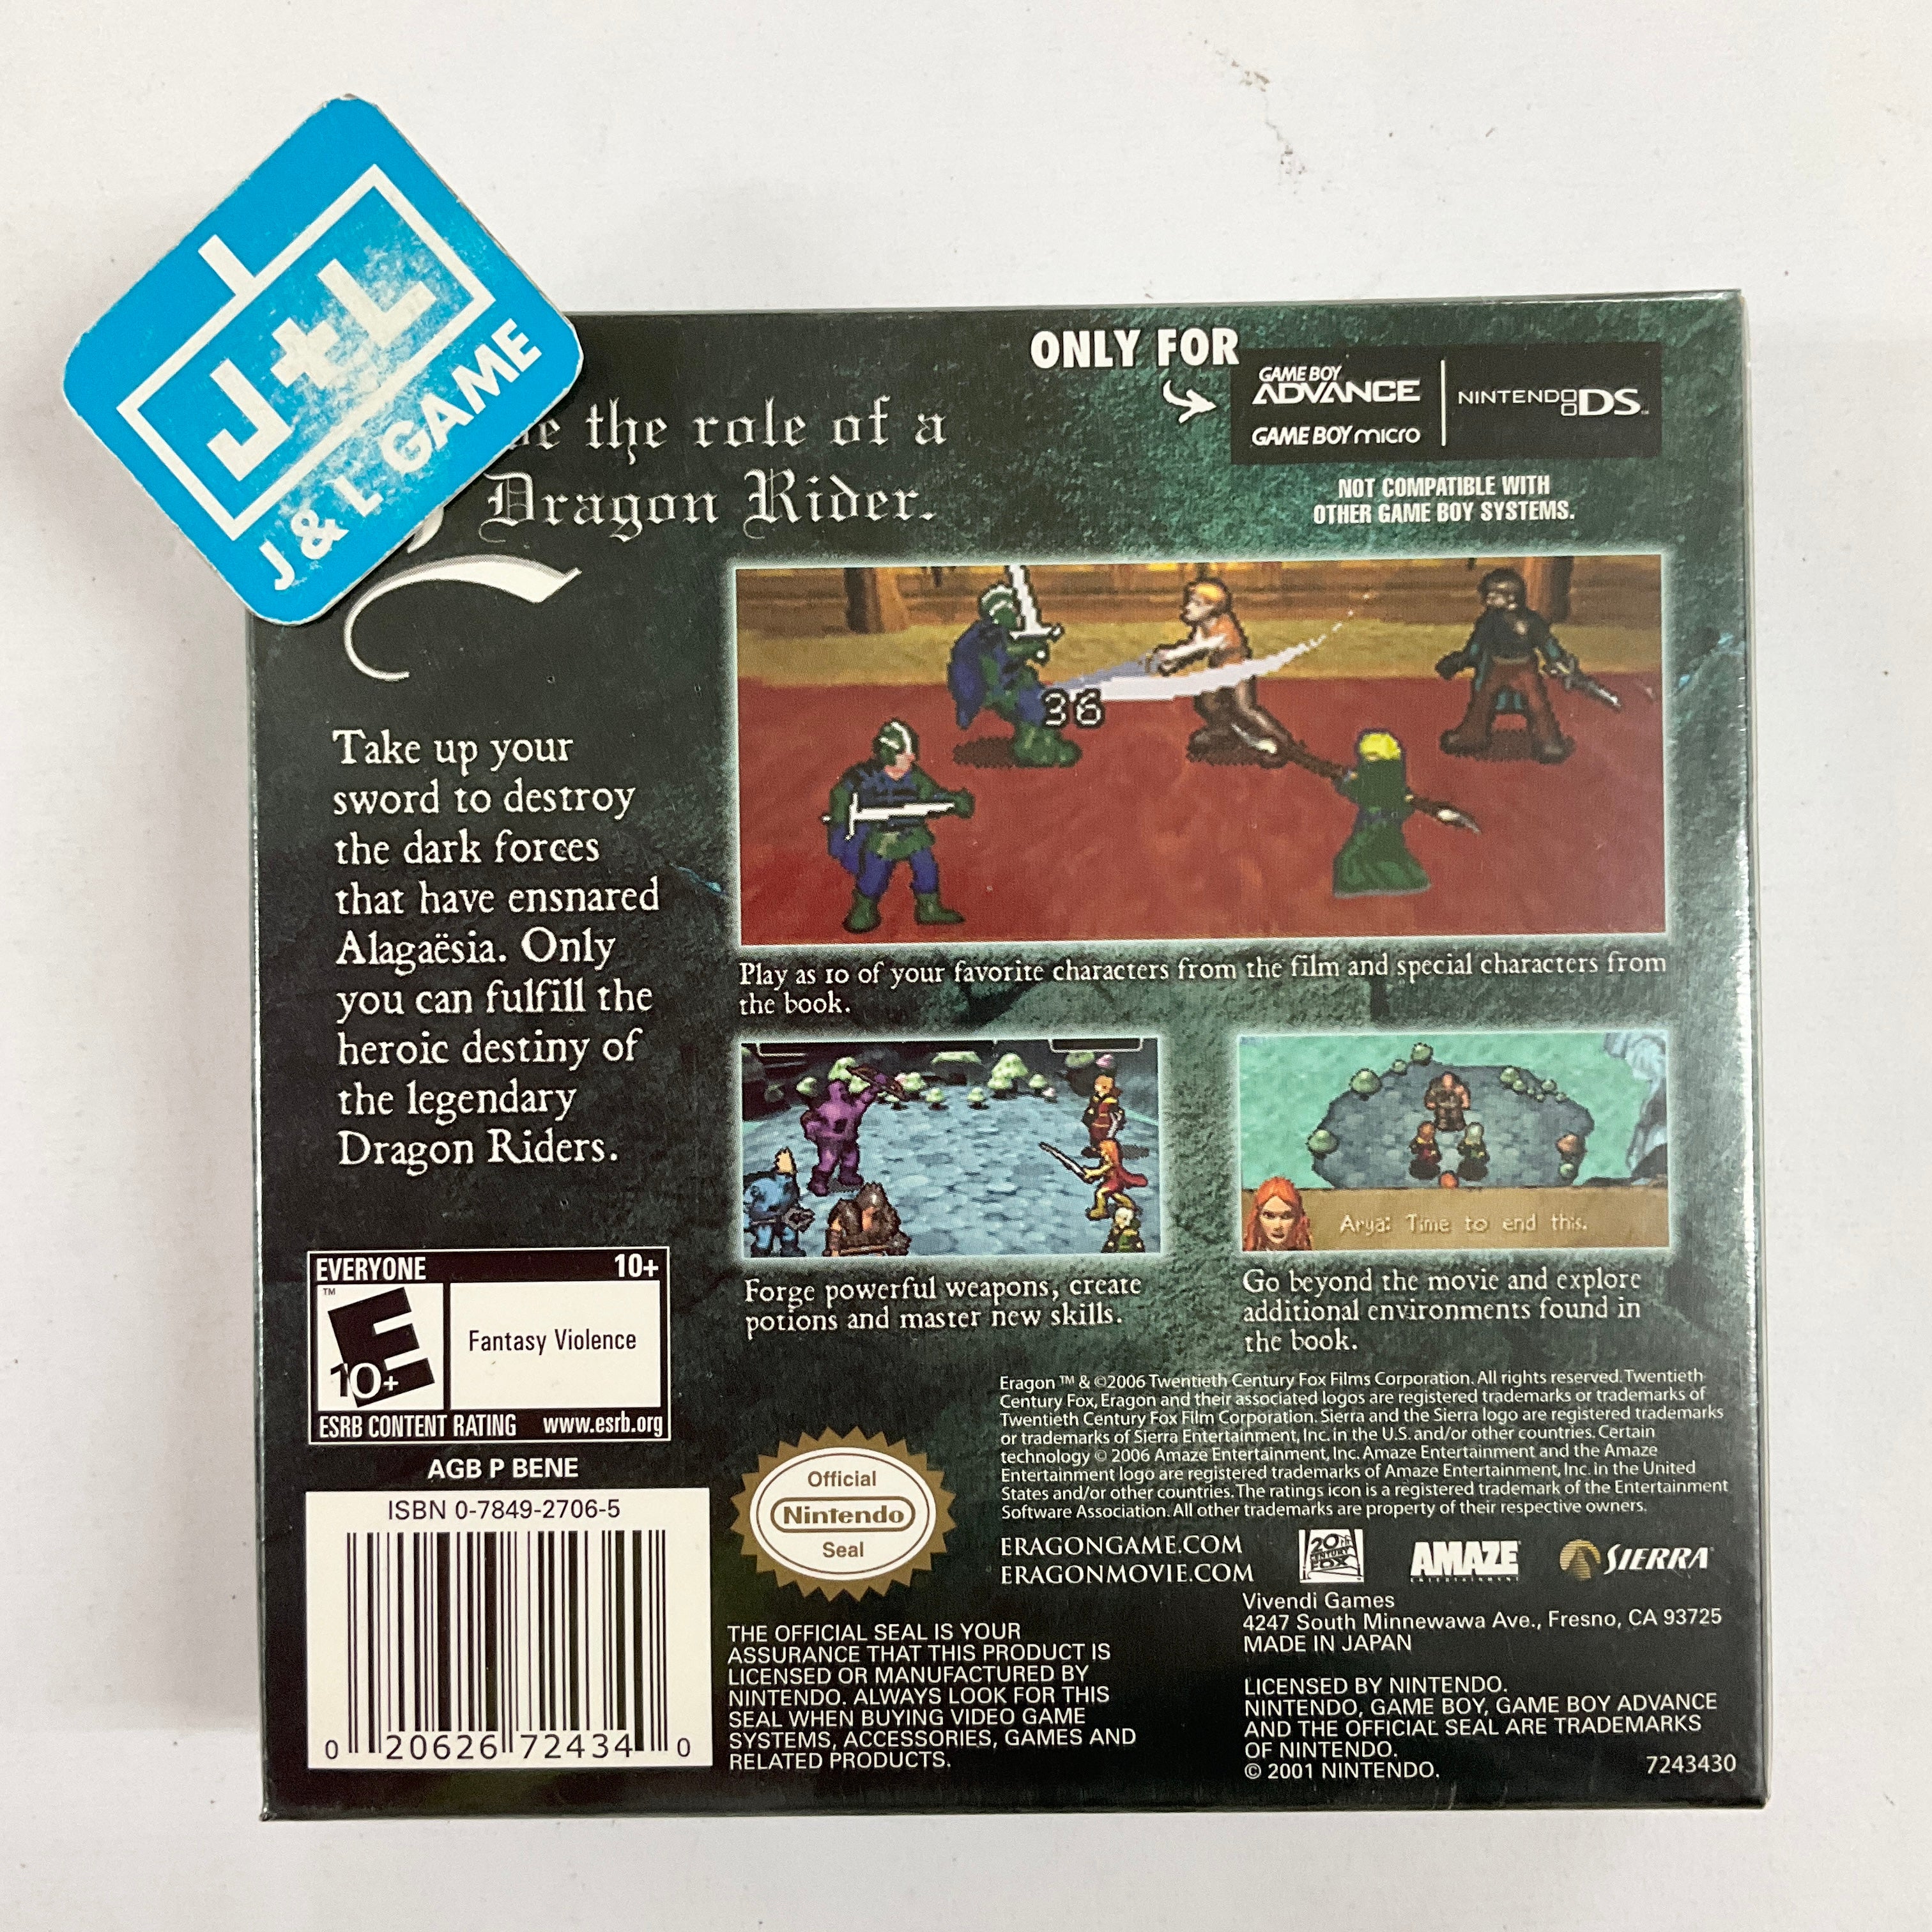 J+L
J & L GAME
ONLY FOR
GAME BOY
ADVANCE
GAME BOY micro
NINTENDO DS™
NOT COMPATIBLE WITH
OTHER GAME BOY SYSTEMS.
the role of a
Dragon Rider.
Take up your
sword to destroy
the dark forces
that have ensnared
Alagaësia. Only
you can fulfill the
heroic destiny of
the legendary
Dragon Riders.
36
Play as 10 of your favorite characters from the film and special characters from
the book.
Arya: Time to end this.
Forge powerful weapons, create
potions and master new skills.
Go beyond the movie and explore
additional environments found in
the book.
EVERYONE 10+
TM
E
10+
Fantasy Violence
ESRB CONTENT RATING www.esrb.org
AGB P BENE
ISBN 0-7849-2706-5
0 20626 72434 0
Official
Nintendo
Seal
THE OFFICIAL SEAL IS YOUR
ASSURANCE THAT THIS PRODUCT IS
LICENSED OR MANUFACTURED BY
NINTENDO. ALWAYS LOOK FOR THIS
SEAL WHEN BUYING VIDEO GAME
SYSTEMS, ACCESSORIES, GAMES AND
RELATED PRODUCTS.
Eragon ™ & ©2006 Twentieth Century Fox Films Corporation. All rights reserved. Twentieth
Century Fox, Eragon and their associated logos are registered trademarks or trademarks of
Twentieth Century Fox Film Corporation. Sierra and the Sierra logo are registered trademarks
or trademarks of Sierra Entertainment, Inc. in the U.S. and/or other countries. Certain
technology © 2006 Amaze Entertainment, Inc. Amaze Entertainment and the Amaze
Entertainment logo are registered trademarks of Amaze Entertainment, Inc. in the United
States and/or other countries. The ratings icon is a registered trademark of the Entertainment
Software Association. All other trademarks are property of their respective owners.
ERAGONGAME.COM
ERAGONMOVIE.COM
20th
CENTURY
FOX
AMAZE
ENTERTAINMENT
SIERRA
Vivendi Games
4247 South Minnewawa Ave., Fresno, CA 93725
MADE IN JAPAN
LICENSED BY NINTENDO.
NINTENDO, GAME BOY, GAME BOY ADVANCE
AND THE OFFICIAL SEAL ARE TRADEMARKS
OF NINTENDO.
© 2001 NINTENDO.
7243430